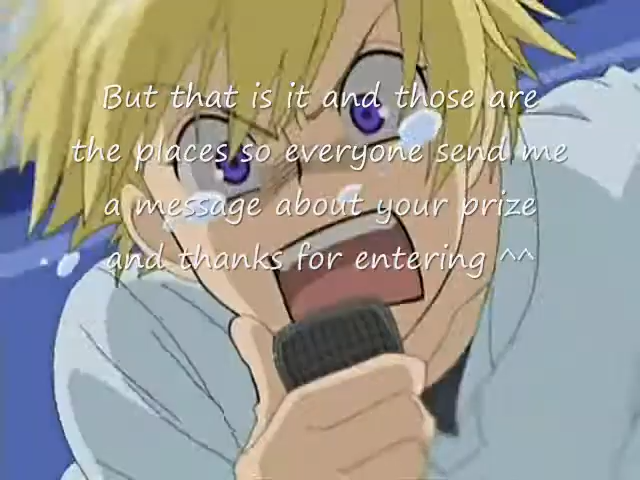 But that is it and those are
the places so everyone send me
a message about your prize
and thanks for entering ^^